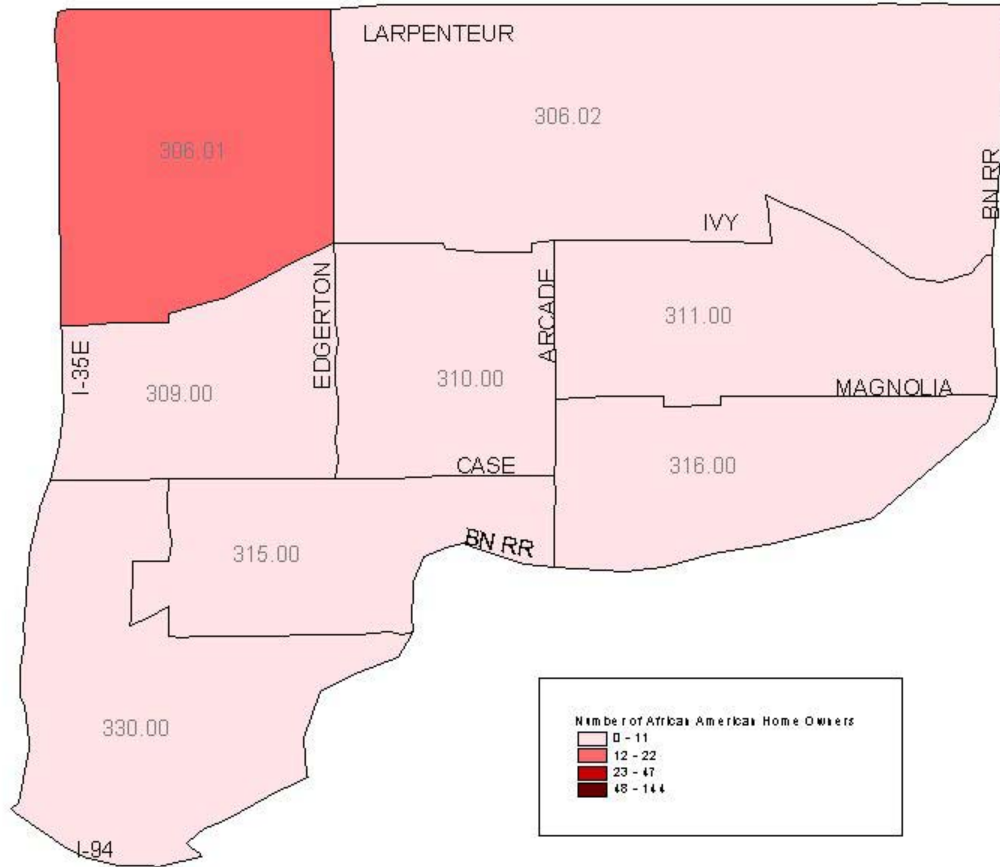 LARPENTEUR
306.02
306.01
BN RR
IVY
EDGERTON
ARCADE
311.00
I-35E
310.00
309.00
MAGNOLIA
CASE
316.00
BN RR
315.00
330.00
I-94
Number of African American Home Owners
0 - 11
12 - 22
23 - 47
48 - 144